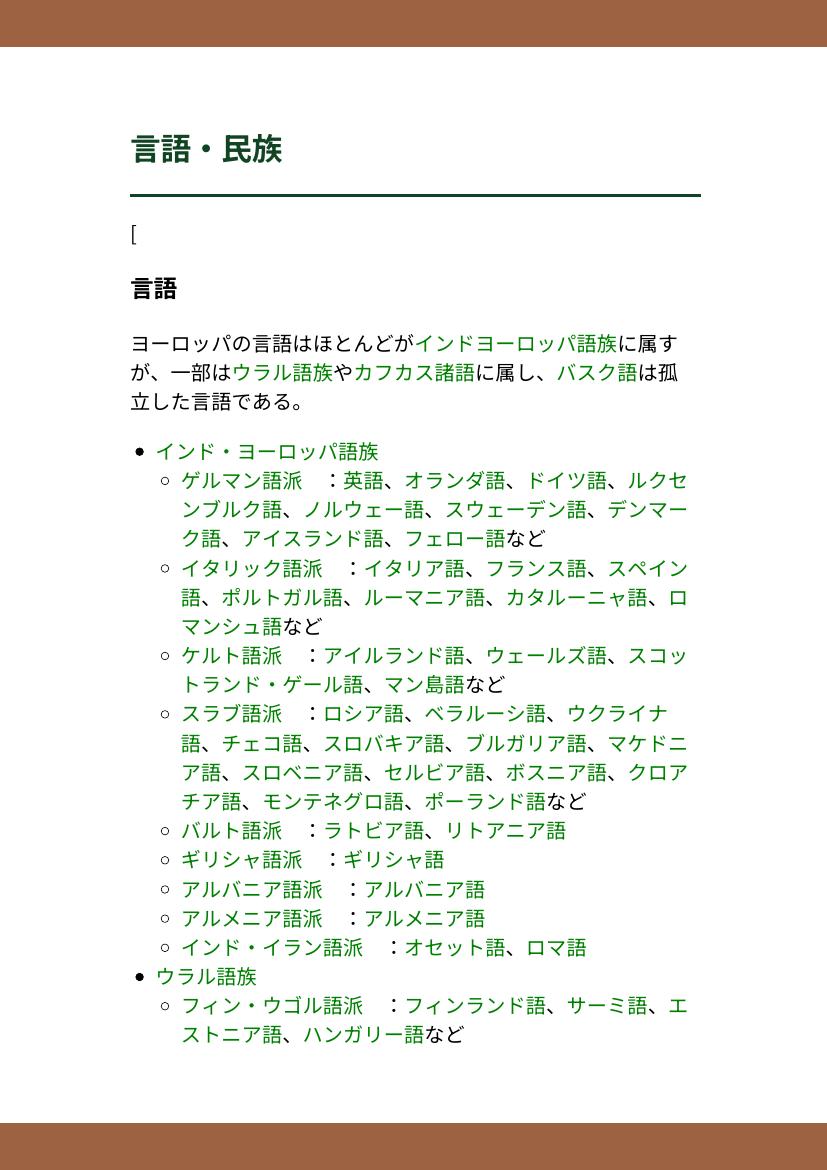 言語・民族
[
言語
ヨーロッパの言語はほとんどがインドヨーロッパ語族に属す
が、一部はウラル語族やカフカス諸語に属し、バスク語は孤
立した言語である。
• インド・ヨーロッパ語族
○ ゲルマン語派　：英語、オランダ語、ドイツ語、ルクセ
ンブルク語、ノルウェー語、スウェーデン語、デンマー
ク語、アイスランド語、フェロー語など
○ イタリック語派　：イタリア語、フランス語、スペイン
語、ポルトガル語、ルーマニア語、カタルーニャ語、ロ
マンシュ語など
○ ケルト語派　：アイルランド語、ウェールズ語、スコッ
トランド・ゲール語、マン島語など
○ スラブ語派　：ロシア語、ベラルーシ語、ウクライナ
語、チェコ語、スロバキア語、ブルガリア語、マケドニ
ア語、スロベニア語、セルビア語、ボスニア語、クロア
チア語、モンテネグロ語、ポーランド語など
○ バルト語派　：ラトビア語、リトアニア語
○ ギリシャ語派　：ギリシャ語
○ アルバニア語派　：アルバニア語
○ アルメニア語派　：アルメニア語
○ インド・イラン語派　：オセット語、ロマ語
• ウラル語族
○ フィン・ウゴル語派　：フィンランド語、サーミ語、エ
ストニア語、ハンガリー語など